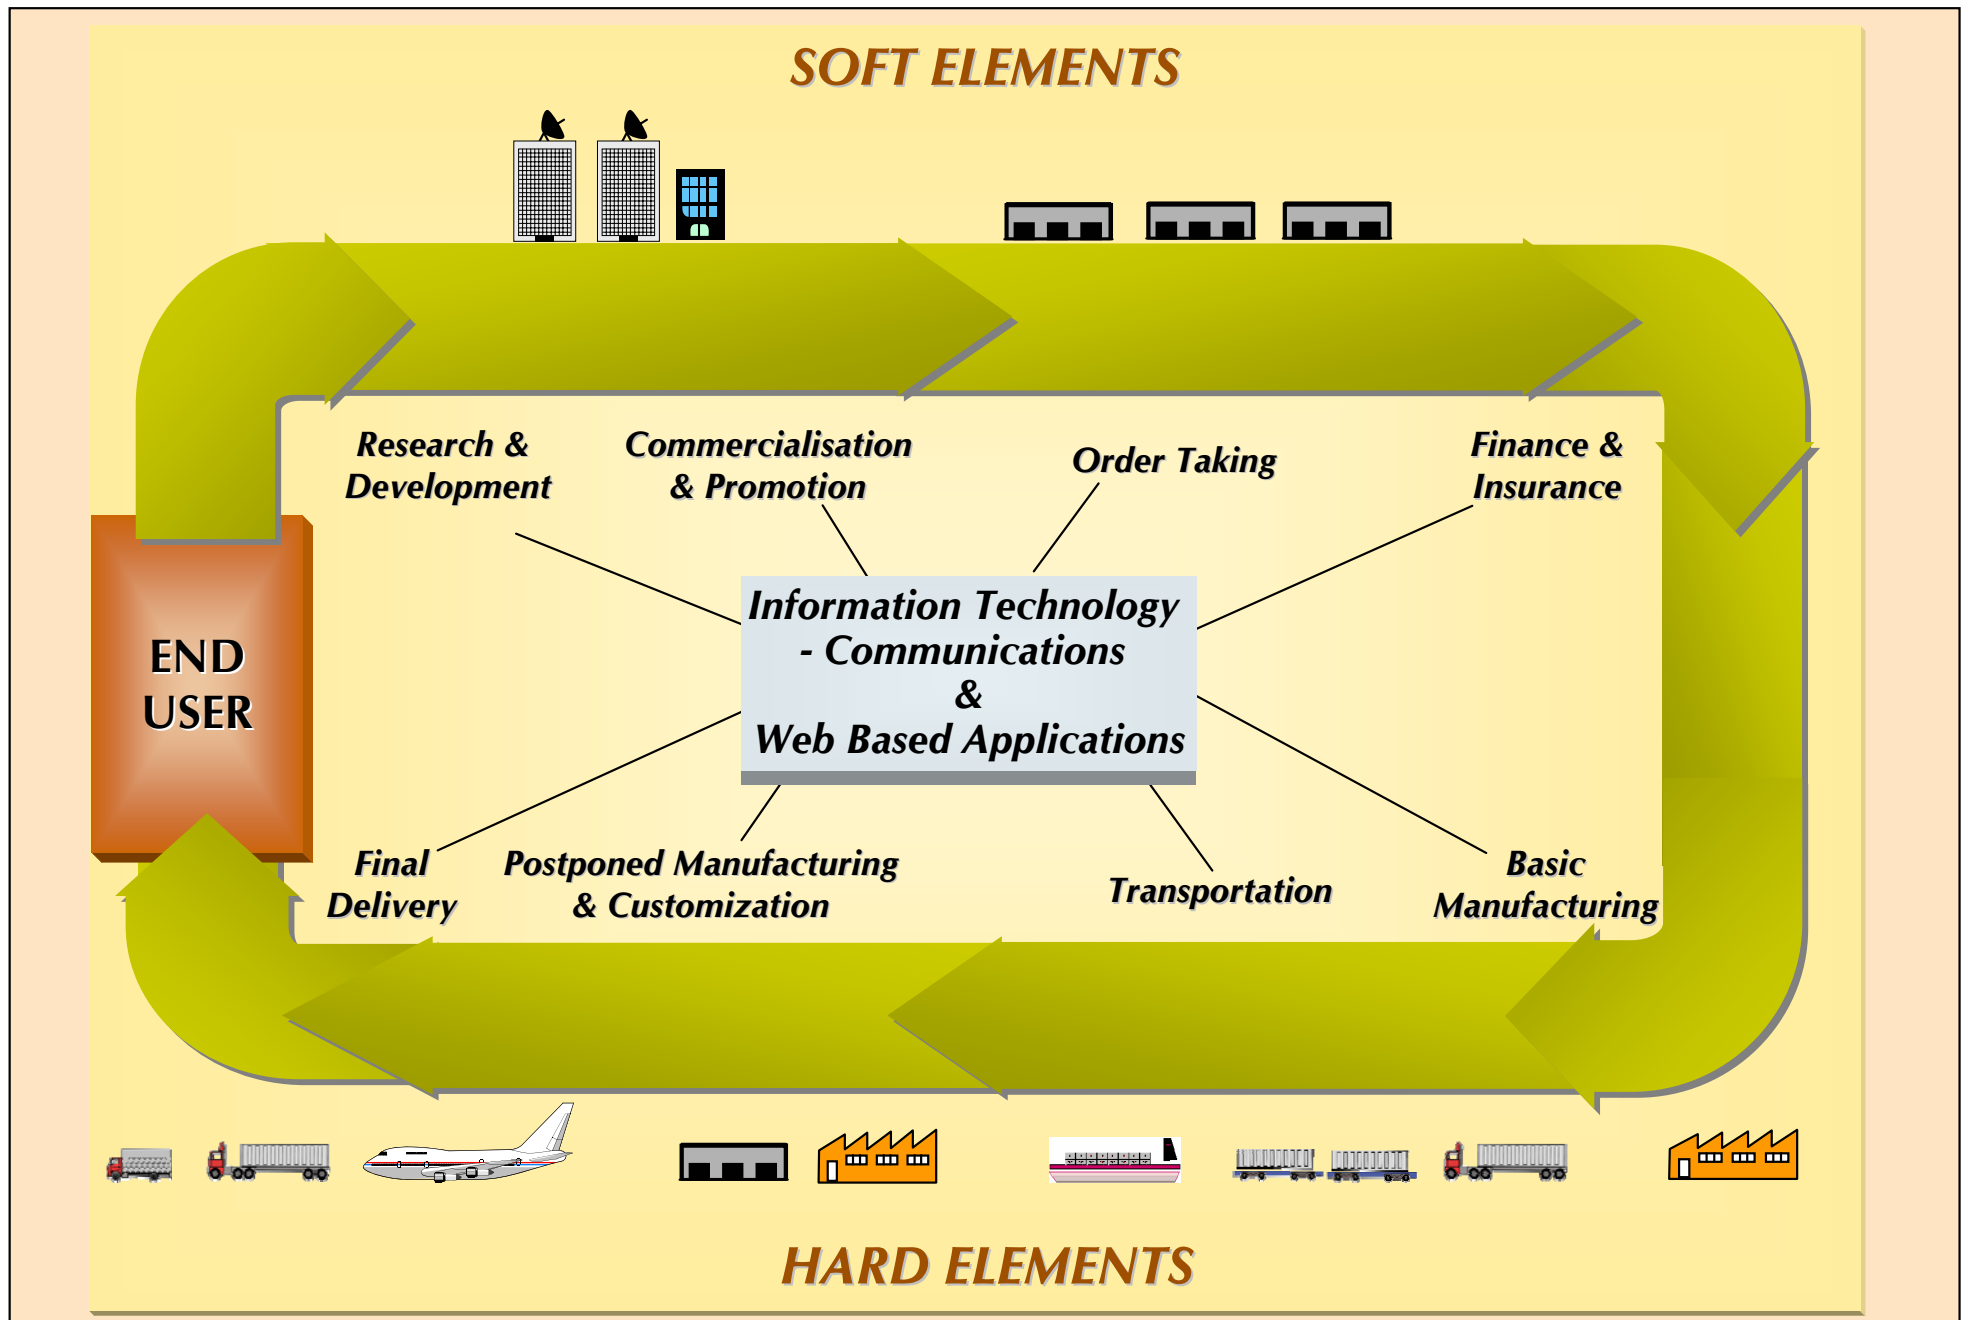 SOFT ELEMENTS
Research &
Development
Commercialisation
& Promotion
Order Taking
Finance &
Insurance
END
USER
Information Technology
- Communications
&
Web Based Applications
Final
Delivery
Postponed Manufacturing
& Customization
Transportation
Basic
Manufacturing
HARD ELEMENTS